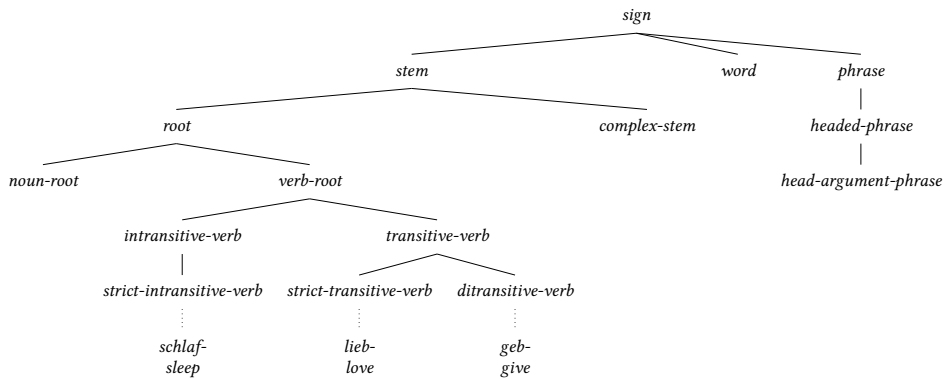 sign
stem word phrase
root complex-stem headed-phrase
noun-root verb-root head-argument-phrase
intransitive-verb transitive-verb
strict-intransitive-verb strict-transitive-verb ditransitive-verb
schlaf- lieb- geb-
sleep love give